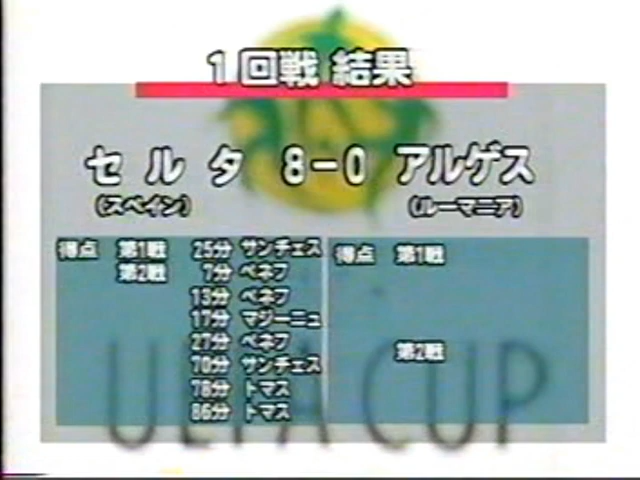 1回戦 結果
セルタ 8-0 アルゲス
(スペイン) (ルーマニア)
得点 第1戦 25分 サンチェス 得点 第1戦
第2戦 7分 ベネフ
13分 ベネフ
17分 マジーニュ
27分 ベネフ
第2戦
70分 サンチェス
78分 トマス
86分 トマス
UEFA CUP